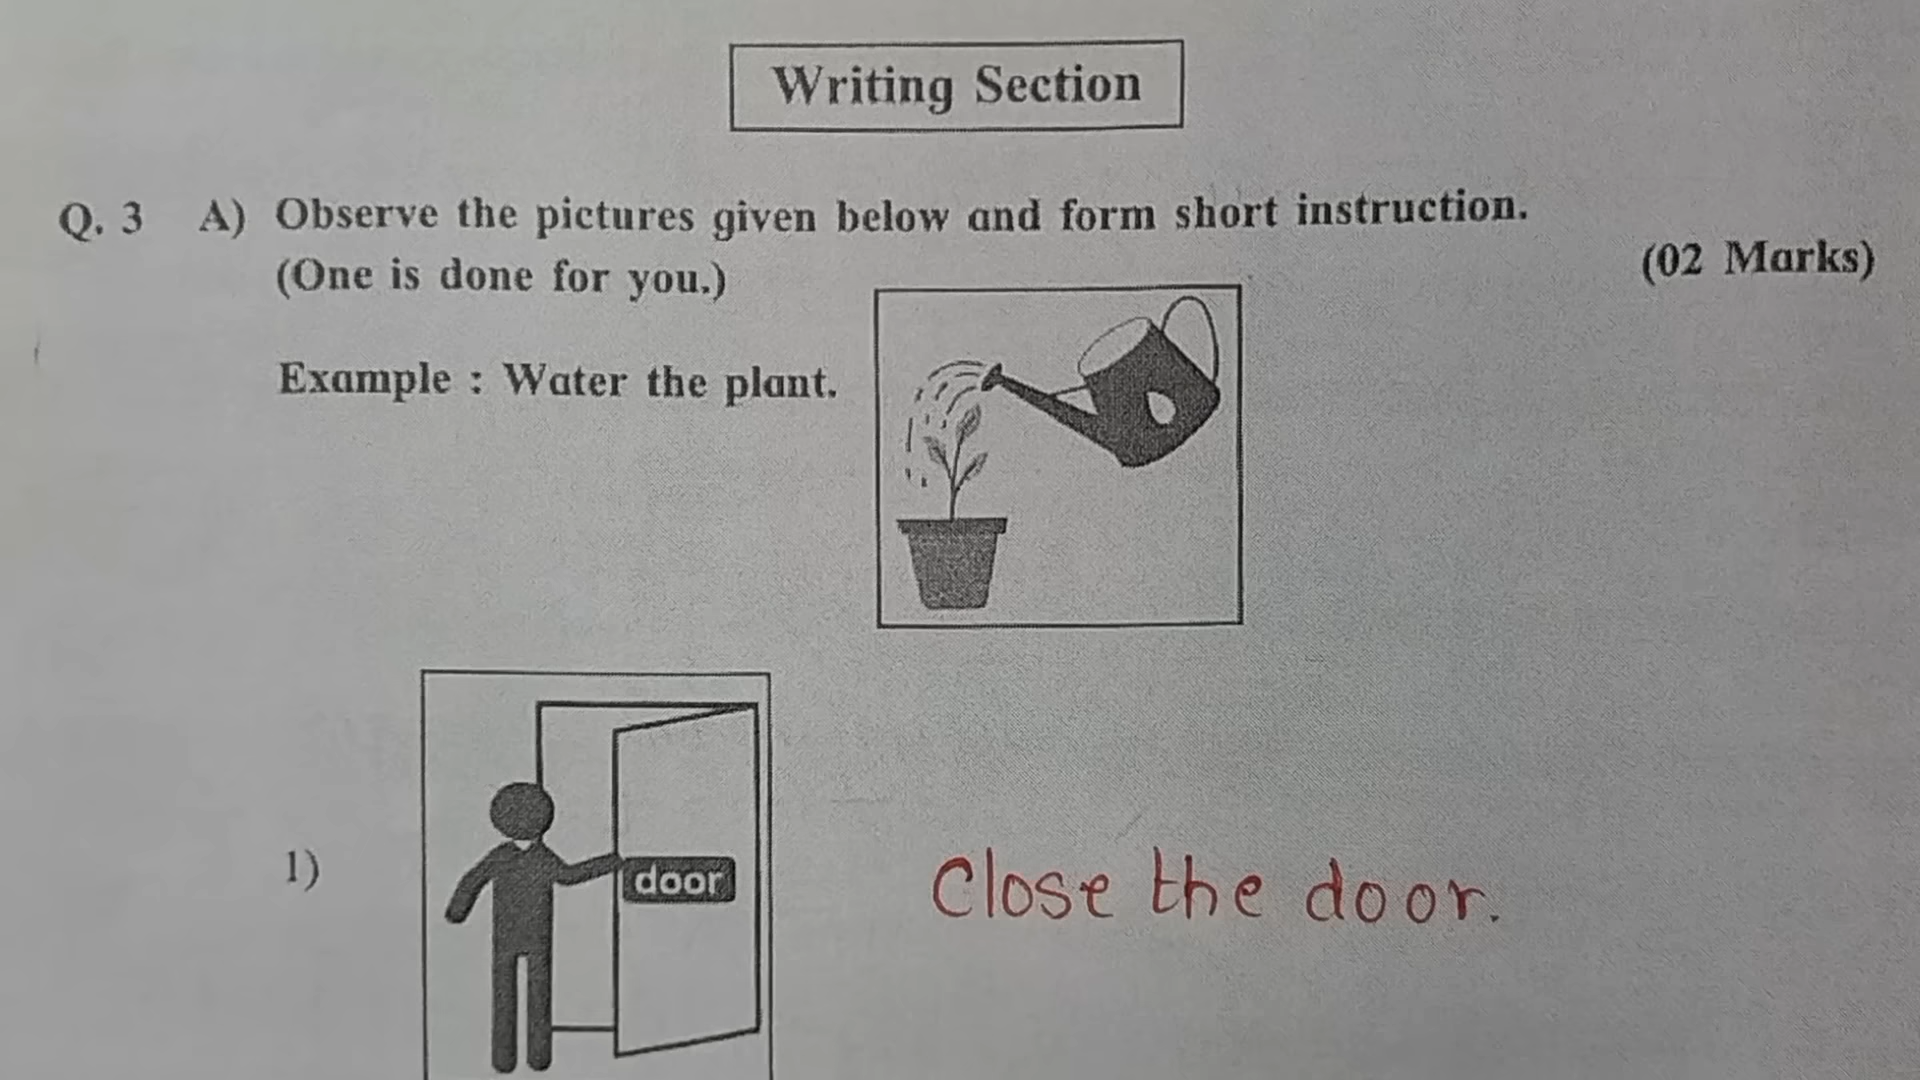 Writing Section
Q. 3 A) Observe the pictures given below and form short instruction.
(02 Marks)
(One is done for you.)
Example : Water the plant.
1)
door
Close the door.